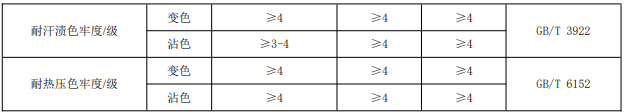 耐汗渍色牢度/级 变色 ≥4 ≥4 ≥4 GB/T 3922
沾色 ≥3-4 ≥4 ≥4
耐热压色牢度/级 变色 ≥4 ≥4 ≥4 GB/T 6152
沾色 ≥4 ≥4 ≥4